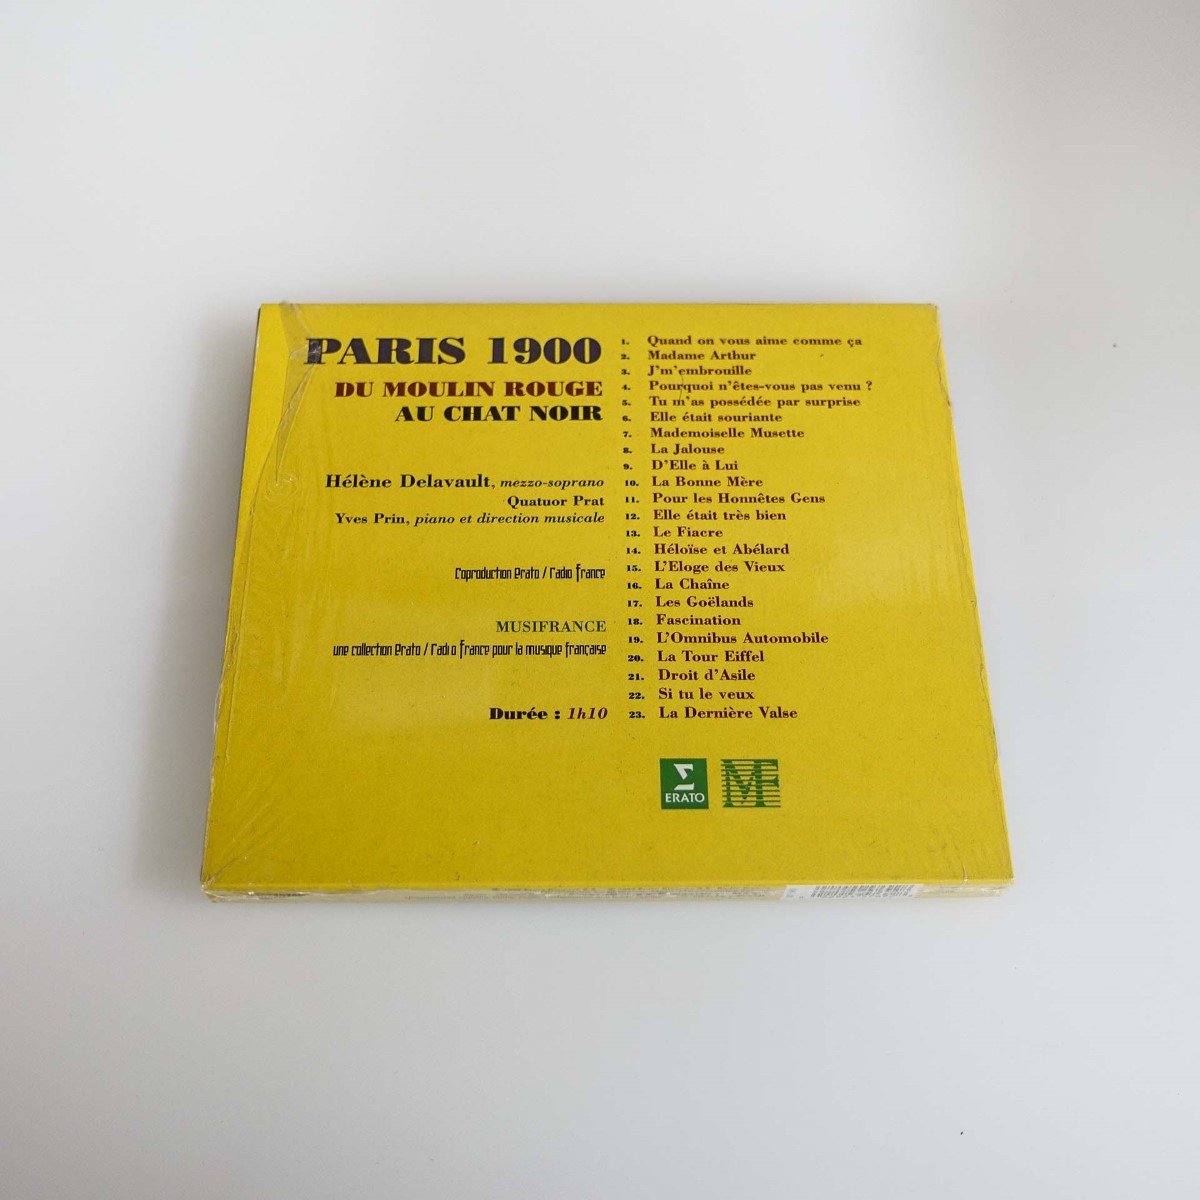 PARIS 1900
DU MOULIN ROUGE
AU CHAT NOIR
Hélène Delavault, mezzo-soprano
Quatuor Prat
Yves Prin, piano et direction musicale
Coproduction Erato / Radio France
MUSIFRANCE
une collection Erato / Radio France pour la musique française
Durée : 1h10
1. Quand on vous aime comme ça
2. Madame Arthur
3. J'm'embrouille
4. Pourquoi n'êtes-vous pas venu ?
5. Tu m'as possédée par surprise
6. Elle était souriante
7. Mademoiselle Musette
8. La Jalouse
9. D'Elle à Lui
10. La Bonne Mère
11. Pour les Honnêtes Gens
12. Elle était très bien
13. Le Fiacre
14. Héloïse et Abélard
15. L'Eloge des Vieux
16. La Chaîne
17. Les Goëlands
18. Fascination
19. L'Omnibus Automobile
20. La Tour Eiffel
21. Droit d'Asile
22. Si tu le veux
23. La Dernière Valse
ERATO
MF